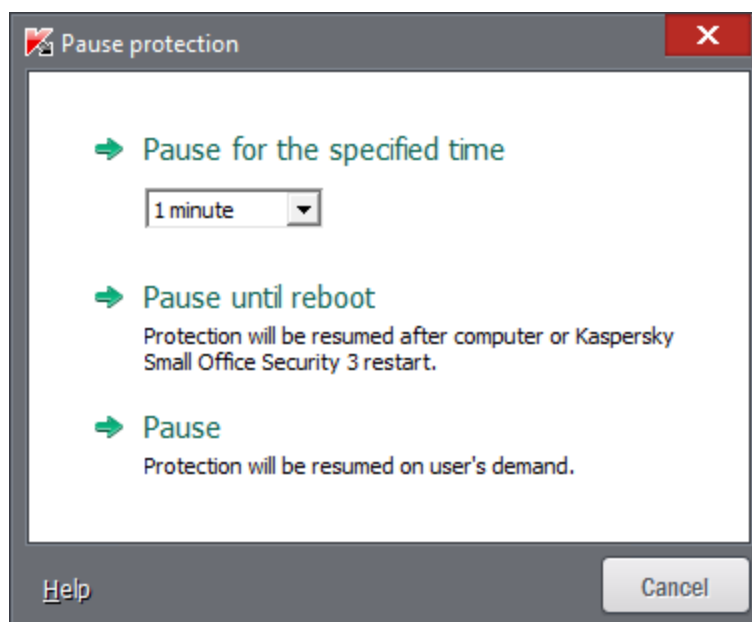 Pause protection
Pause for the specified time
1 minute
Pause until reboot
Protection will be resumed after computer or Kaspersky
Small Office Security 3 restart.
Pause
Protection will be resumed on user's demand.
Help
Cancel